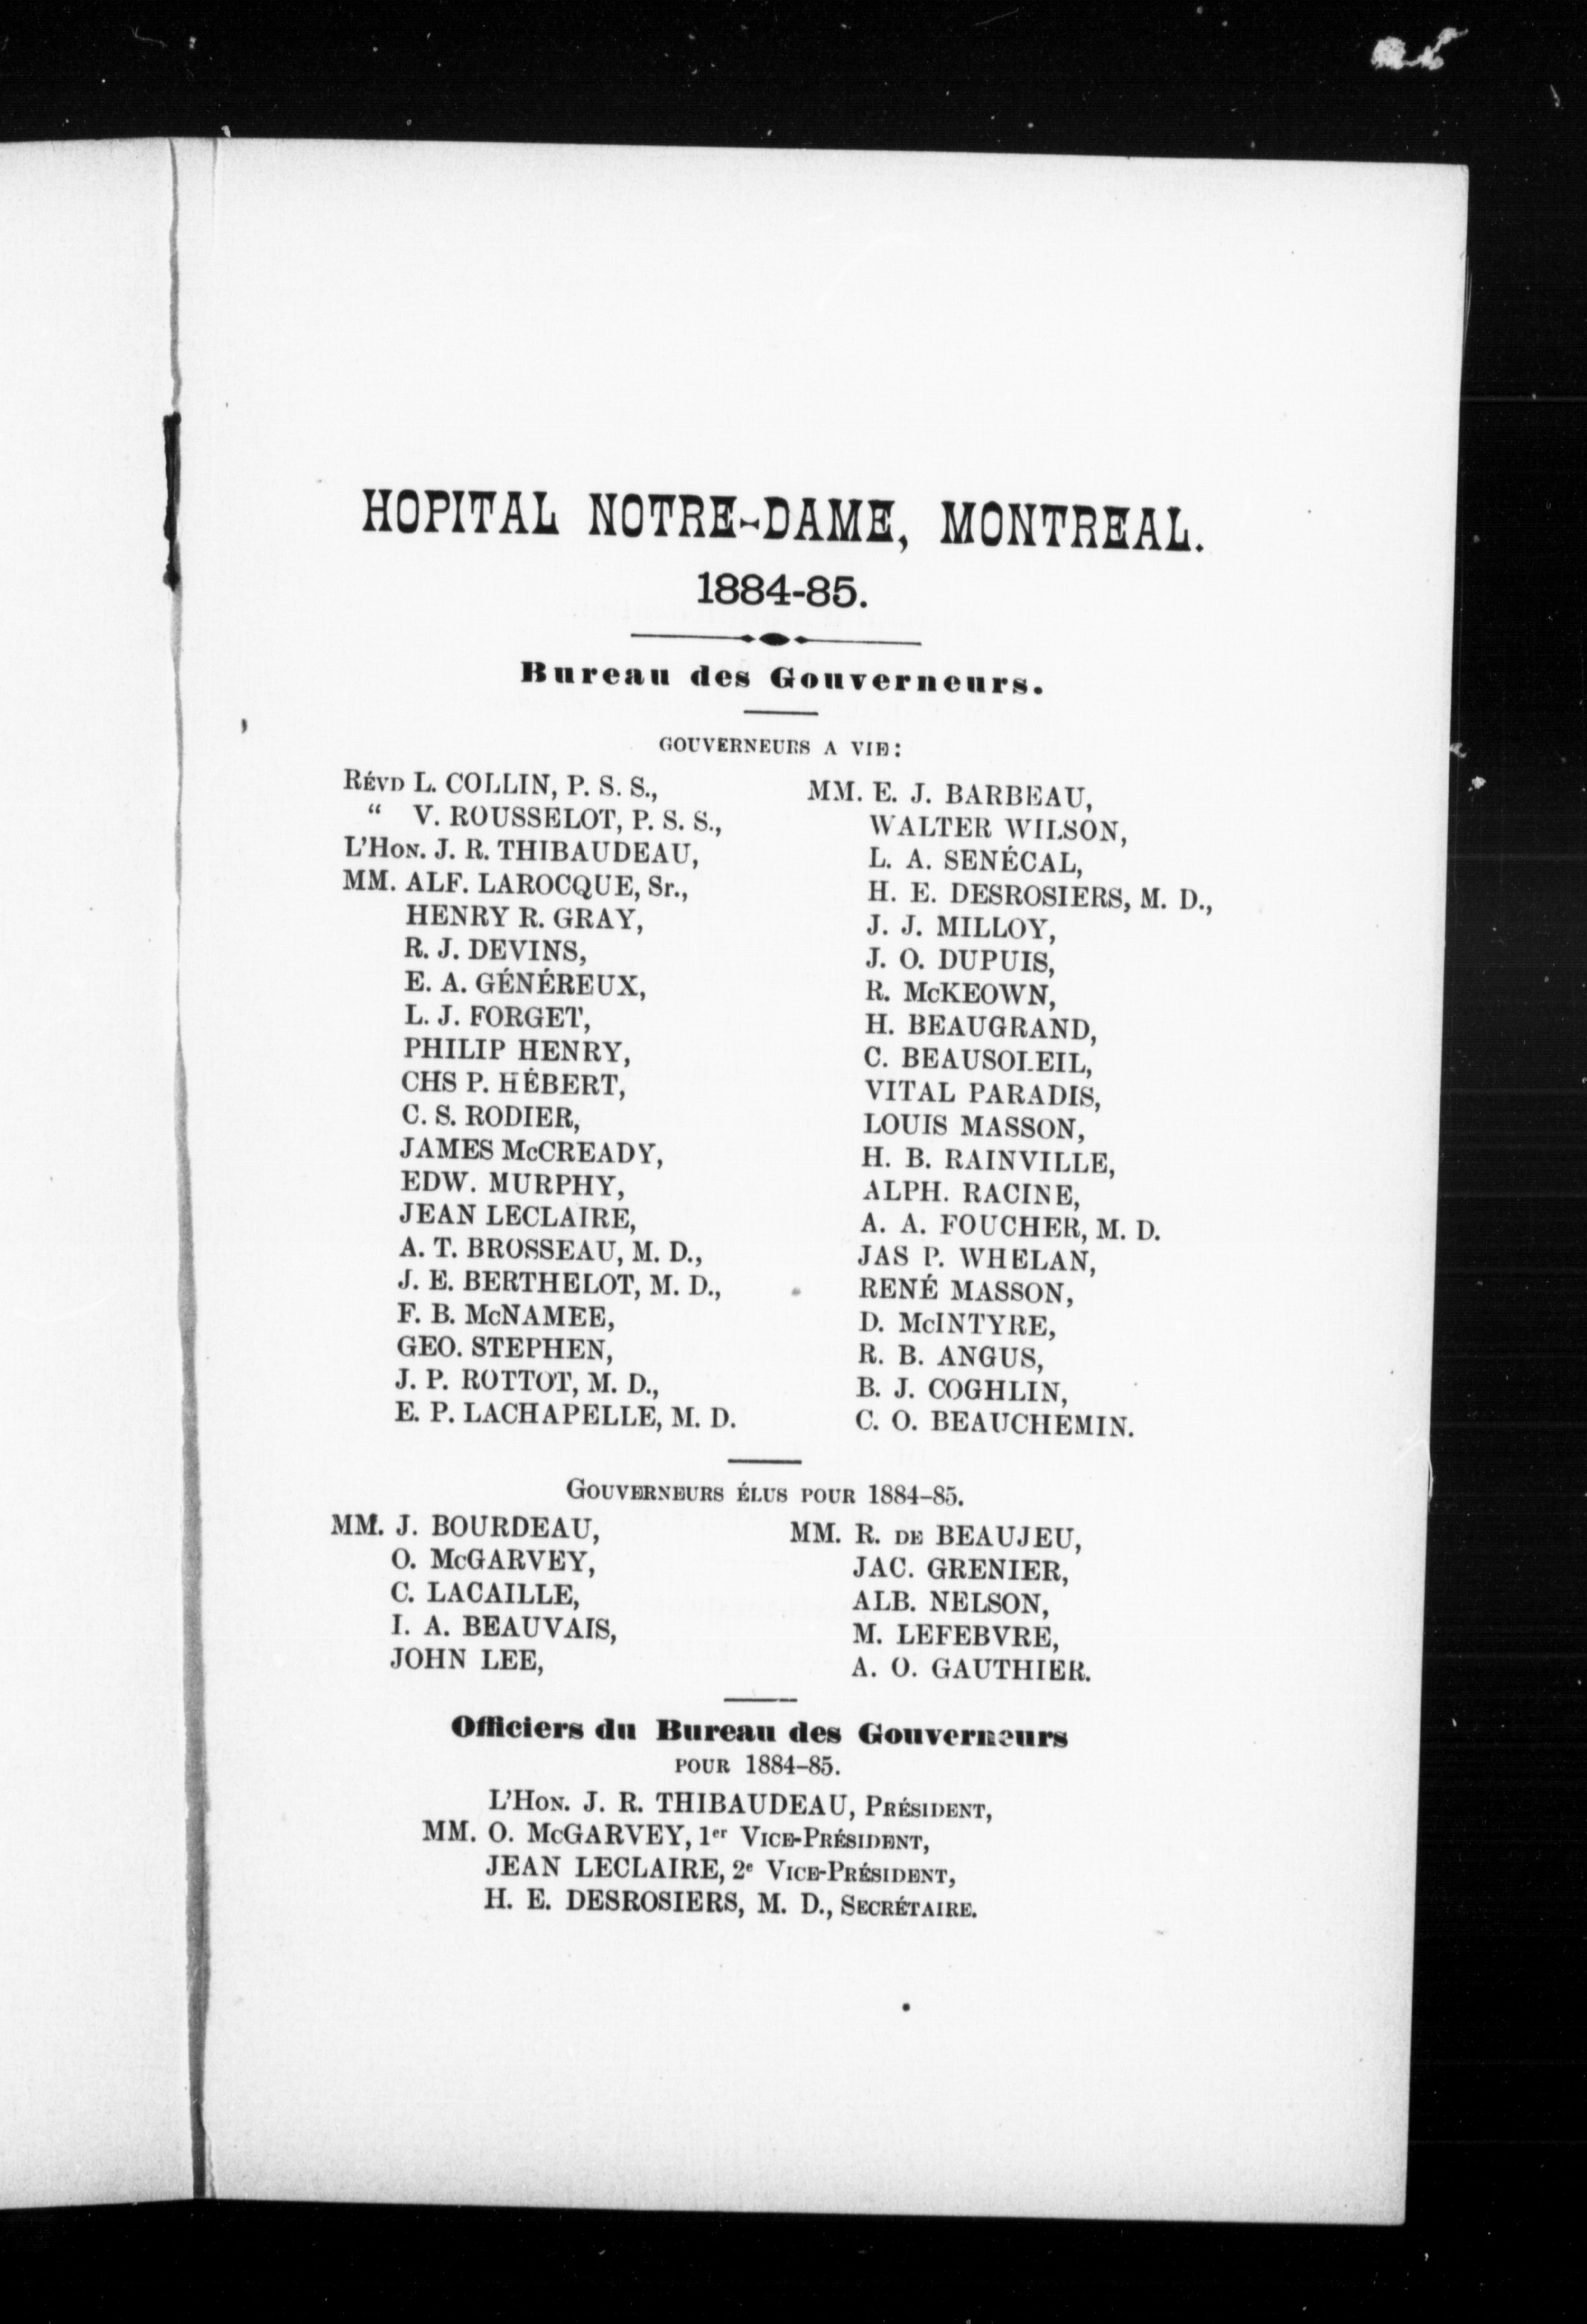 HOPITAL NOTRE-DAME, MONTREAL.
1884-85.
Bureau des Gouverneurs.
GOUVERNEURS A VIE:
RÉVD L. COLLIN, P. S. S.,
“ V. ROUSSELOT, P. S. S.,
L'HON. J. R. THIBAUDEAU,
MM. ALF. LAROCQUE, Sr.,
HENRY R. GRAY,
R. J. DEVINS,
E. A. GÉNÉREUX,
L. J. FORGET,
PHILIP HENRY,
CHS P. HÉBERT,
C. S. RODIER,
JAMES McCREADY,
EDW. MURPHY,
JEAN LECLAIRE,
A. T. BROSSEAU, M. D.,
J. E. BERTHELOT, M. D.,
F. B. McNAMEE,
GEO. STEPHEN,
J. P. ROTTOT, M. D.,
E. P. LACHAPELLE, M. D.
MM. E. J. BARBEAU,
WALTER WILSON,
L. A. SENÉCAL,
H. E. DESROSIERS, M. D.,
J. J. MILLOY,
J. O. DUPUIS,
R. McKEOWN,
H. BEAUGRAND,
C. BEAUSOLEIL,
VITAL PARADIS,
LOUIS MASSON,
H. B. RAINVILLE,
ALPH. RACINE,
A. A. FOUCHER, M. D.
JAS P. WHELAN,
RENÉ MASSON,
D. McINTYRE,
R. B. ANGUS,
B. J. COGHLIN,
C. O. BEAUCHEMIN.
GOUVERNEURS ÉLUS POUR 1884-85.
MM. J. BOURDEAU,
O. McGARVEY,
C. LACAILLE,
I. A. BEAUVAIS,
JOHN LEE,
MM. R. DE BEAUJEU,
JAC. GRENIER,
ALB. NELSON,
M. LEFEBVRE,
A. O. GAUTHIER.
Officiers du Bureau des Gouverneurs
POUR 1884-85.
L'HON. J. R. THIBAUDEAU, PRÉSIDENT,
MM. O. McGARVEY, 1er VICE-PRÉSIDENT,
JEAN LECLAIRE, 2e VICE-PRÉSIDENT,
H. E. DESROSIERS, M. D., SECRÉTAIRE.